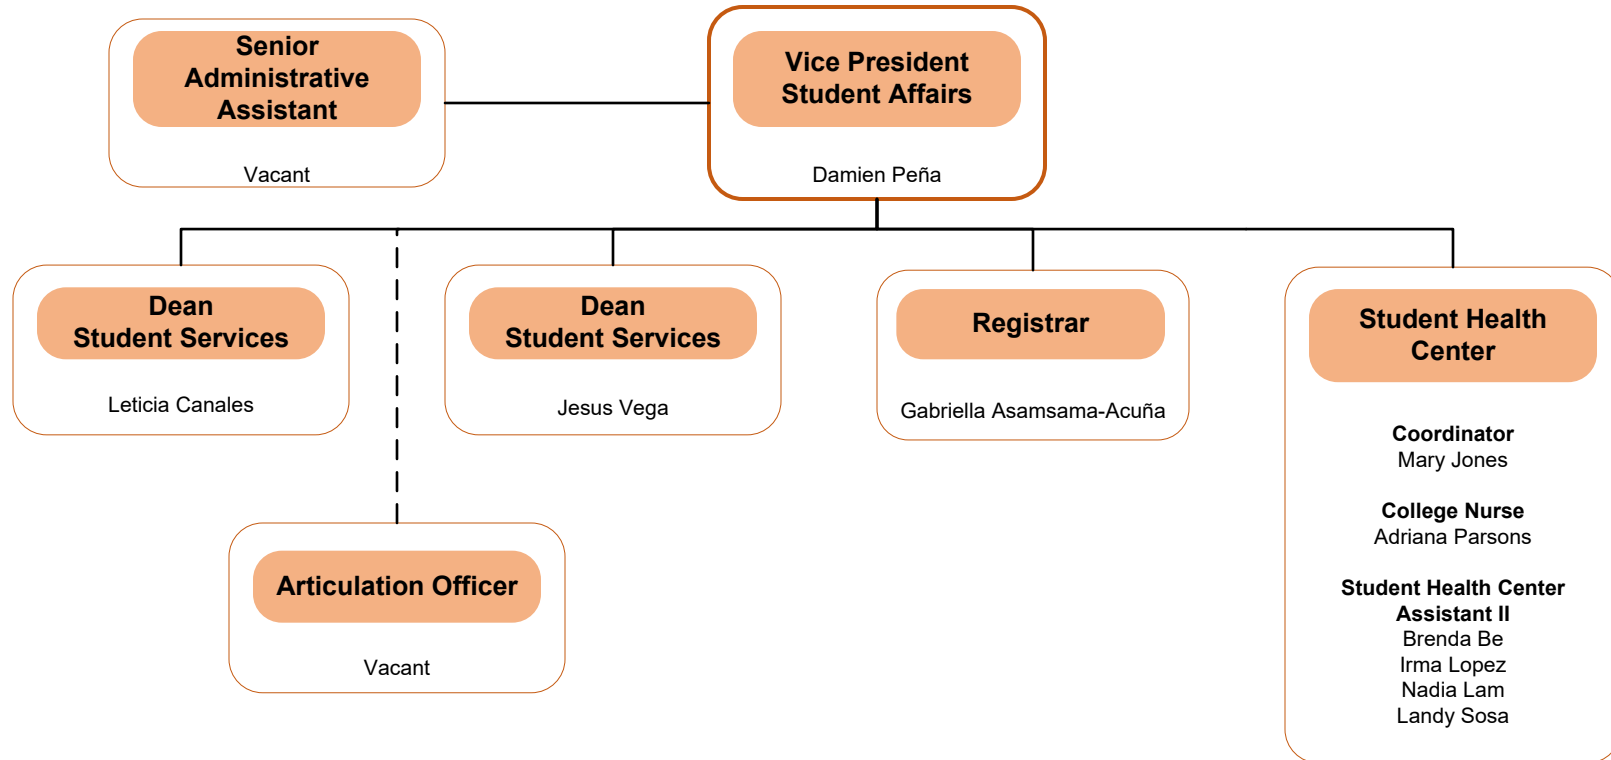 Senior
Administrative
Assistant
Vacant
Vice President
Student Affairs
Damien Peña
Dean
Student Services
Leticia Canales
Dean
Student Services
Jesus Vega
Registrar
Gabriella Asamsama-Acuña
Student Health
Center
Coordinator
Mary Jones
College Nurse
Adriana Parsons
Student Health Center
Assistant II
Brenda Be
Irma Lopez
Nadia Lam
Landy Sosa
Articulation Officer
Vacant